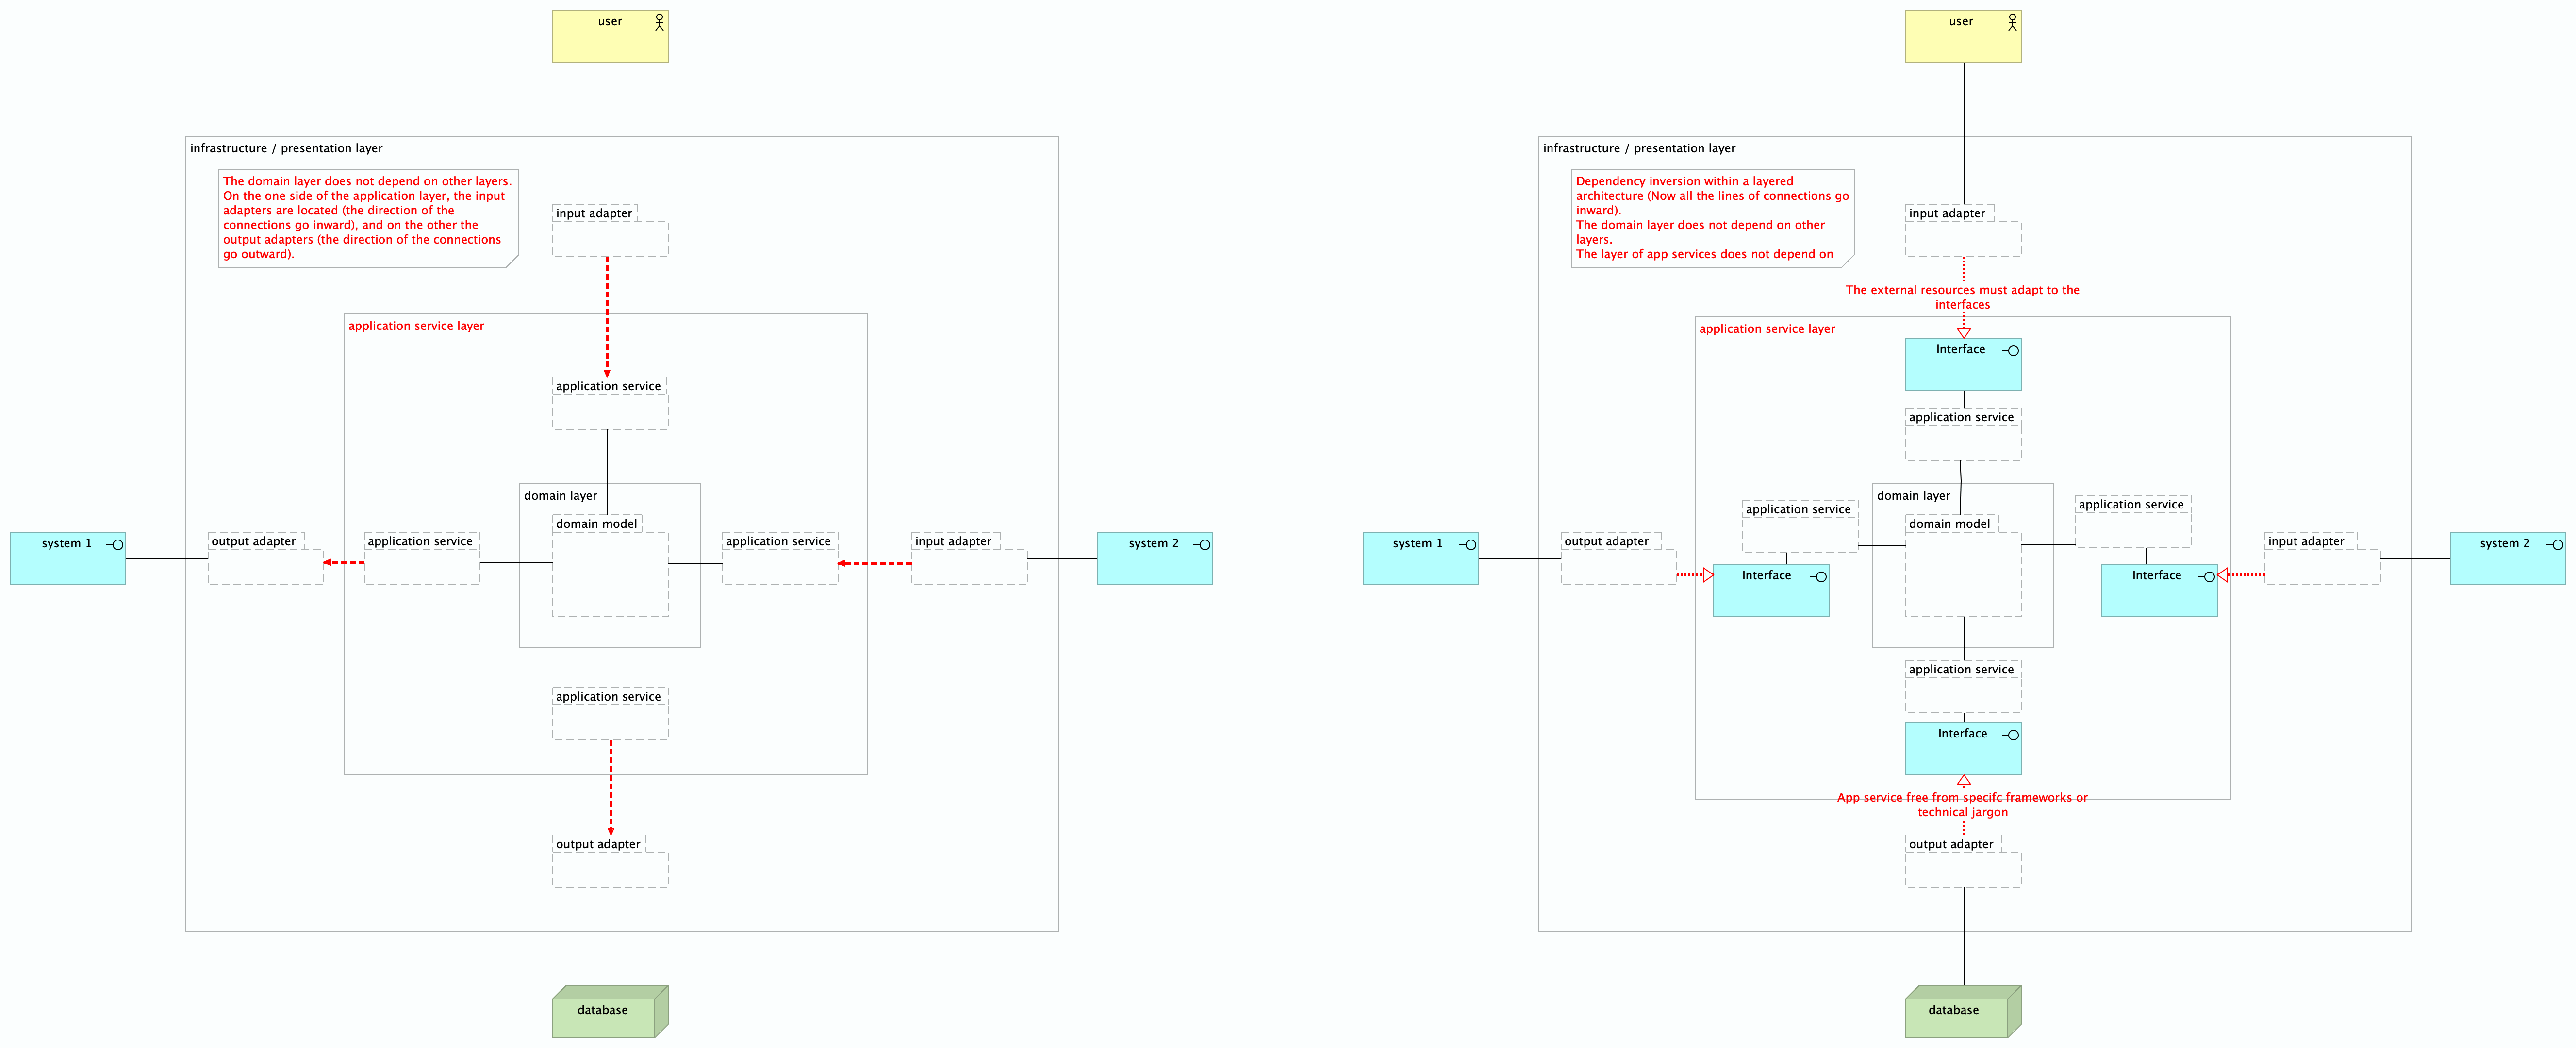 user
infrastructure / presentation layer
The domain layer does not depend on other layers.
On the one side of the application layer, the input
adapters are located (the direction of the
connections go inward), and on the other the
output adapters (the direction of the connections
go outward).
input adapter
application service layer
application service
domain layer
domain model
system 1
output adapter
application service
application service
input adapter
system 2
application service
output adapter
database
user
infrastructure / presentation layer
Dependency inversion within a layered
architecture (Now all the lines of connections go
inward).
The domain layer does not depend on other
layers.
The layer of app services does not depend on
input adapter
The external resources must adapt to the
interfaces
application service layer
Interface
application service
domain layer
application service
domain model
application service
system 1
output adapter
Interface
Interface
input adapter
system 2
application service
Interface
App service free from specifc frameworks or
technical jargon
output adapter
database